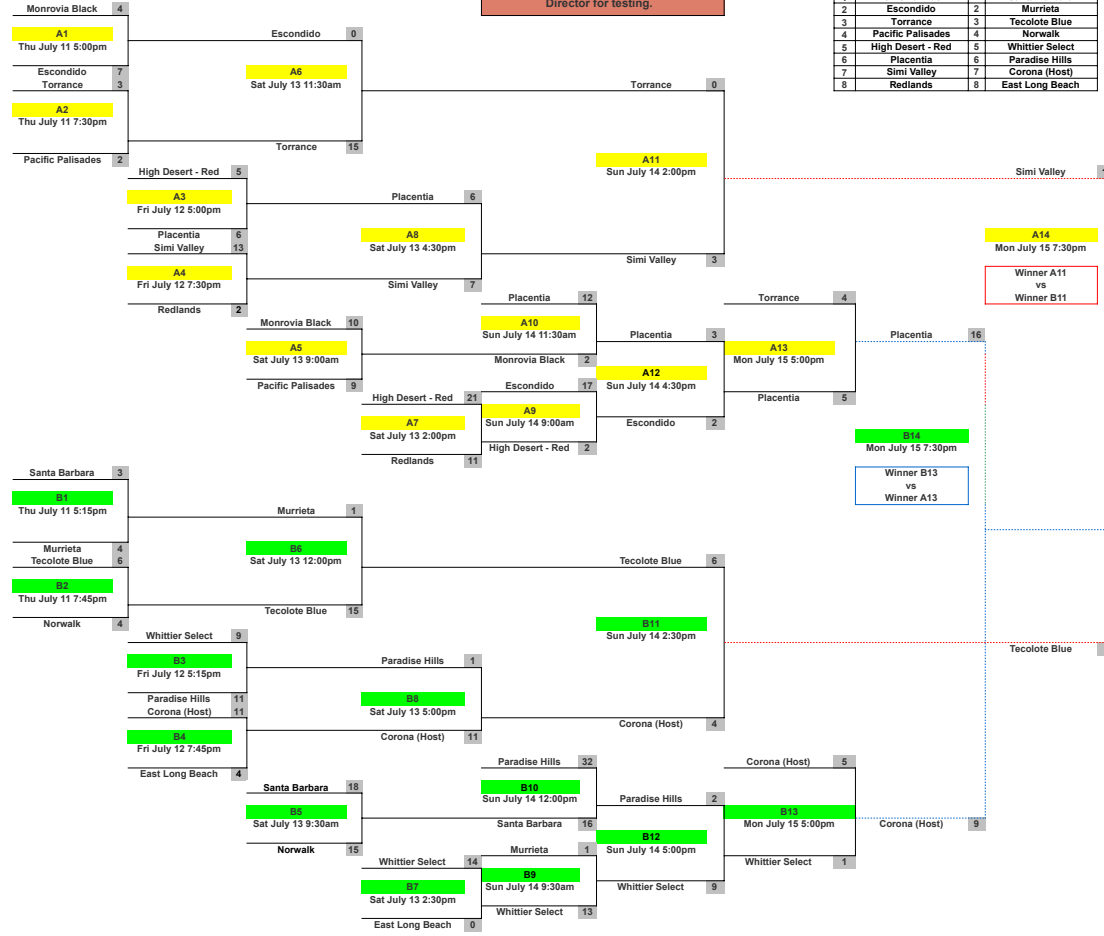 Director for testing.
2 Escondido 2 Murrieta
3 Torrance 3 Tecolote Blue
4 Pacific Palisades 4 Norwalk
5 High Desert - Red 5 Whittier Select
6 Placentia 6 Paradise Hills
7 Simi Valley 7 Corona (Host)
8 Redlands 8 East Long Beach
Monrovia Black 4
A1
Thu July 11 5:00pm
Escondido 7
Torrance 3
A2
Thu July 11 7:30pm
Pacific Palisades 2
Escondido 0
A6
Sat July 13 11:30am
Torrance 15
High Desert - Red 5
A3
Fri July 12 5:00pm
Placentia 6
Simi Valley 13
A4
Fri July 12 7:30pm
Redlands 2
Placentia 6
A8
Sat July 13 4:30pm
Simi Valley 7
Torrance 0
A11
Sun July 14 2:00pm
Simi Valley 3
Simi Valley
A14
Mon July 15 7:30pm
Winner A11
vs
Winner B11
Monrovia Black 10
A5
Sat July 13 9:00am
Pacific Palisades 9
Placentia 12
A10
Sun July 14 11:30am
Monrovia Black 2
High Desert - Red 21
A7
Sat July 13 2:00pm
Redlands 11
Escondido 17
A9
Sun July 14 9:00am
High Desert - Red 2
Placentia 3
A12
Sun July 14 4:30pm
Escondido 2
Torrance 4
A13
Mon July 15 5:00pm
Placentia 5
Placentia 16
B14
Mon July 15 7:30pm
Winner B13
vs
Winner A13
Santa Barbara 3
B1
Thu July 11 5:15pm
Murrieta 4
Tecolote Blue 6
B2
Thu July 11 7:45pm
Norwalk 4
Murrieta 1
B6
Sat July 13 12:00pm
Tecolote Blue 15
Whittier Select 9
B3
Fri July 12 5:15pm
Paradise Hills 11
Corona (Host) 11
B4
Fri July 12 7:45pm
East Long Beach 4
Paradise Hills 1
B8
Sat July 13 5:00pm
Corona (Host) 11
Tecolote Blue 6
B11
Sun July 14 2:30pm
Corona (Host) 4
Tecolote Blue
Santa Barbara 18
B5
Sat July 13 9:30am
Norwalk 15
Paradise Hills 32
B10
Sun July 14 12:00pm
Santa Barbara 16
Whittier Select 14
B7
Sat July 13 2:30pm
East Long Beach 0
Murrieta 1
B9
Sun July 14 9:30am
Whittier Select 13
Paradise Hills 2
B12
Sun July 14 5:00pm
Whittier Select 9
Corona (Host) 5
B13
Mon July 15 5:00pm
Whittier Select 1
Corona (Host) 9